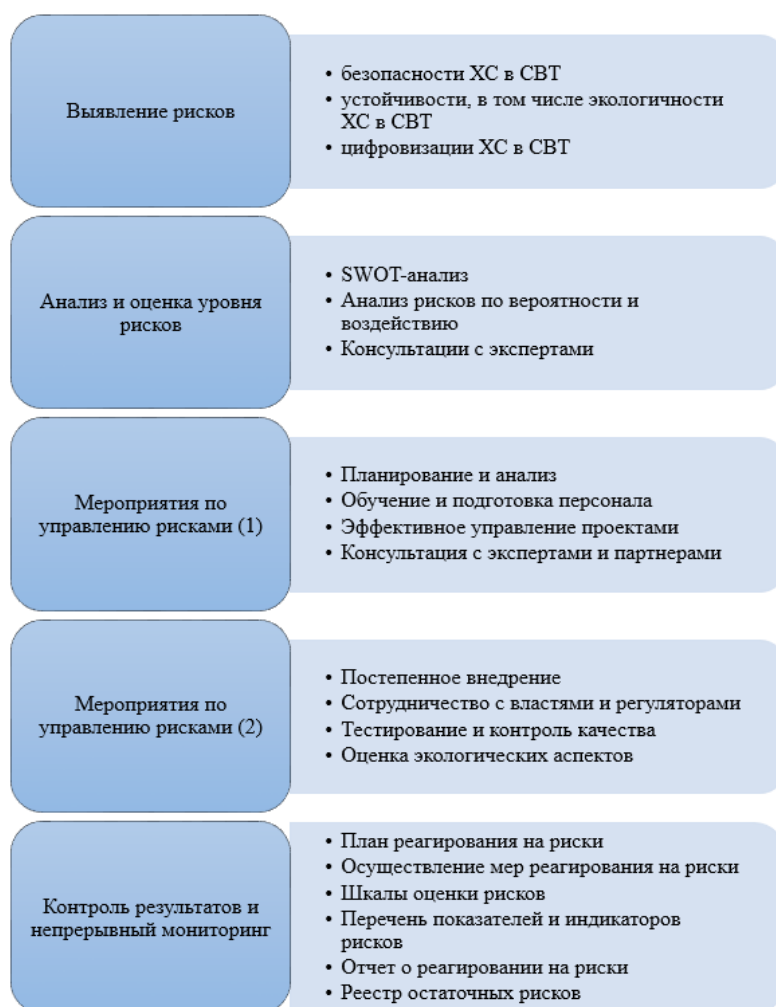 Выявление рисков
• безопасности ХС в СВТ
• устойчивости, в том числе экологичности
ХС в СВТ
• цифровизации ХС в СВТ
Анализ и оценка уровня
рисков
• SWOT-анализ
• Анализ рисков по вероятности и
воздействию
• Консультации с экспертами
Мероприятия по
управлению рисками (1)
• Планирование и анализ
• Обучение и подготовка персонала
• Эффективное управление проектами
• Консультация с экспертами и партнерами
Мероприятия по
управлению рисками (2)
• Постепенное внедрение
• Сотрудничество с властями и регуляторами
• Тестирование и контроль качества
• Оценка экологических аспектов
Контроль результатов и
непрерывный мониторинг
• План реагирования на риски
• Осуществление мер реагирования на риски
• Шкалы оценки рисков
• Перечень показателей и индикаторов
рисков
• Отчет о реагировании на риски
• Реестр остаточных рисков